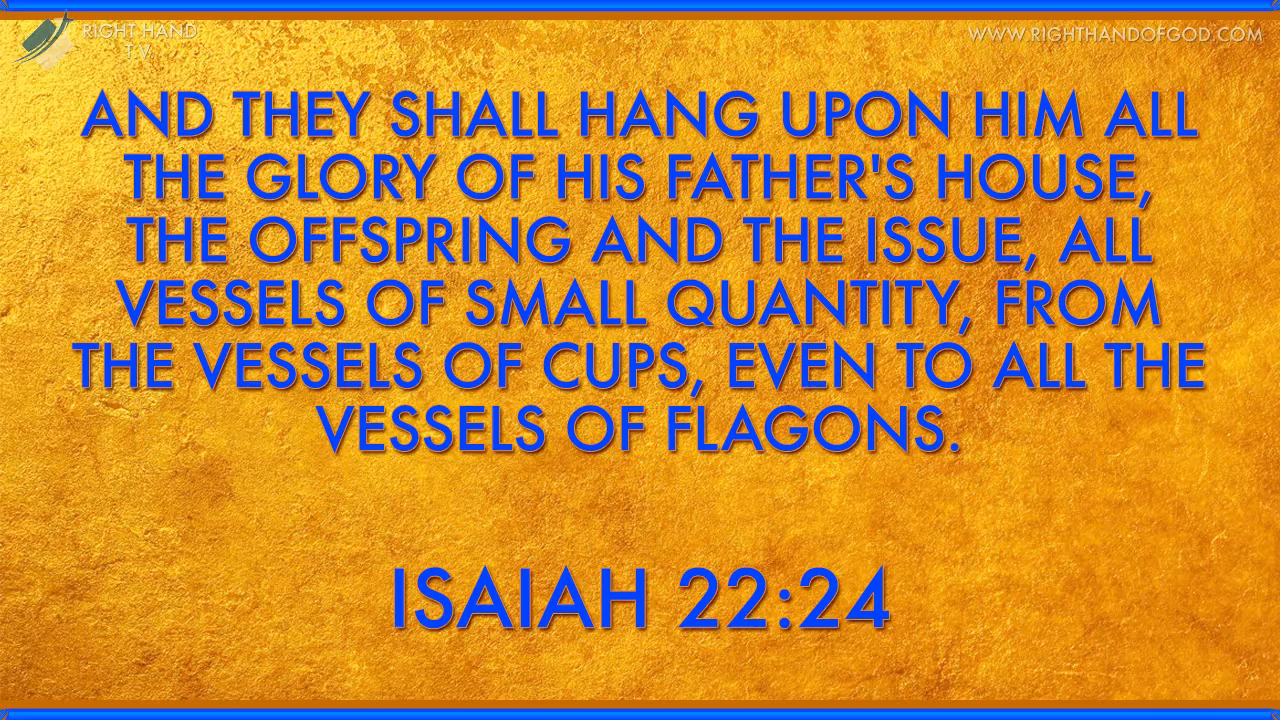 RIGHT HAND
T V
WWW.RIGHTHANDOFGOD.COM
AND THEY SHALL HANG UPON HIM ALL
THE GLORY OF HIS FATHER'S HOUSE,
THE OFFSPRING AND THE ISSUE, ALL
VESSELS OF SMALL QUANTITY, FROM
THE VESSELS OF CUPS, EVEN TO ALL THE
VESSELS OF FLAGONS.
ISAIAH 22:24